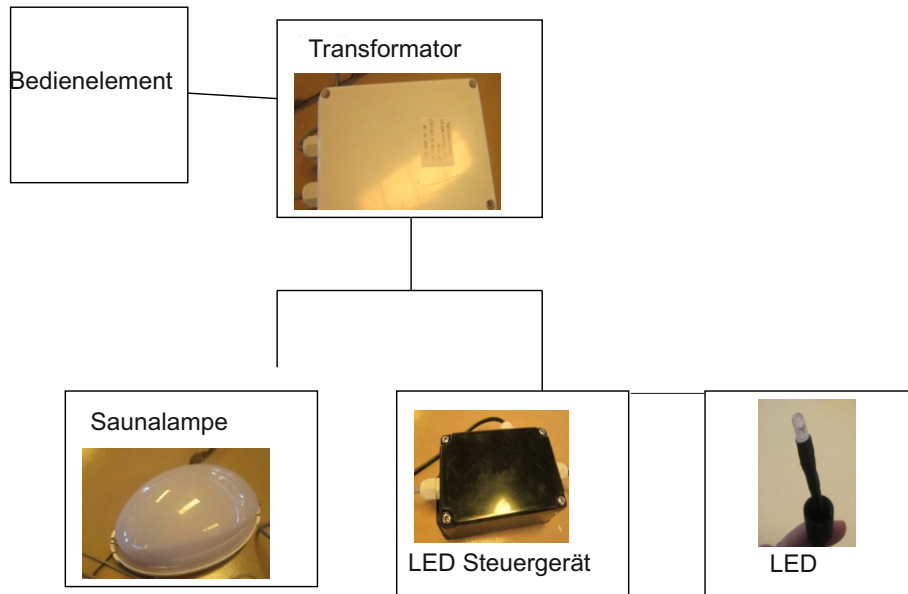 Transformator
Bedienelement
Saunalampe
LED Steuergerät
LED